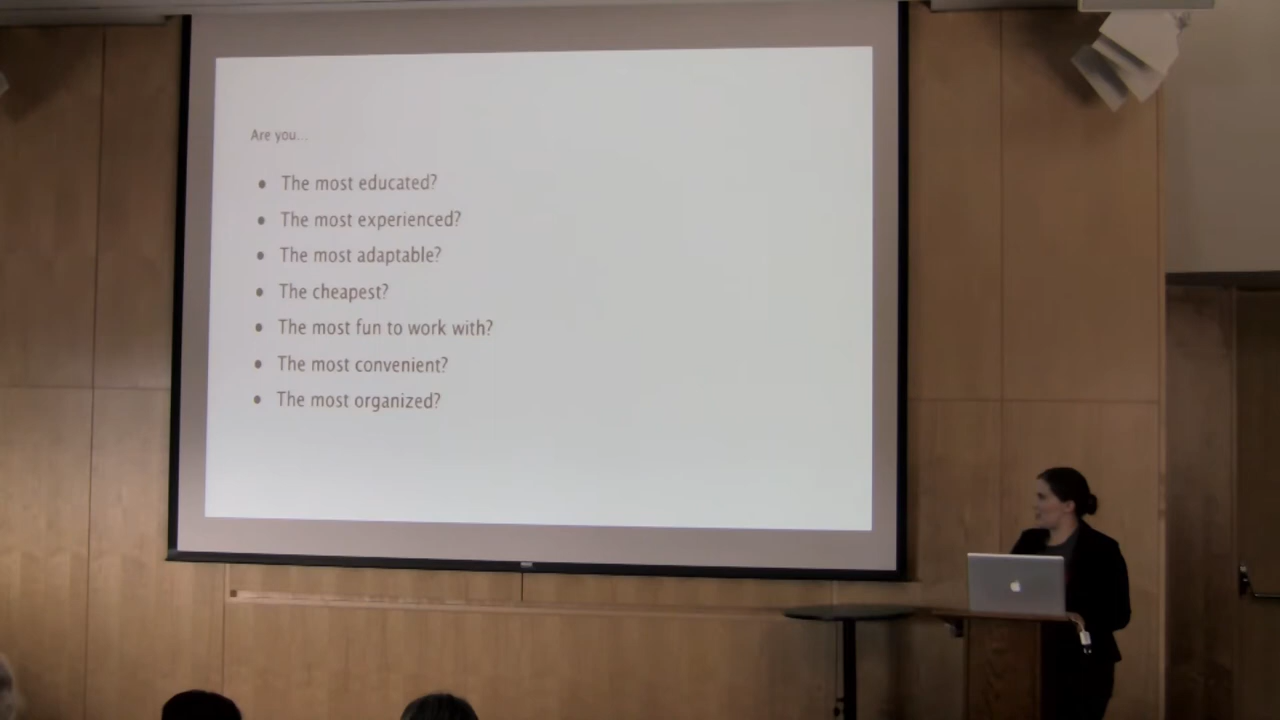 Are you...
• The most educated?
• The most experienced?
• The most adaptable?
• The cheapest?
• The most fun to work with?
• The most convenient?
• The most organized?